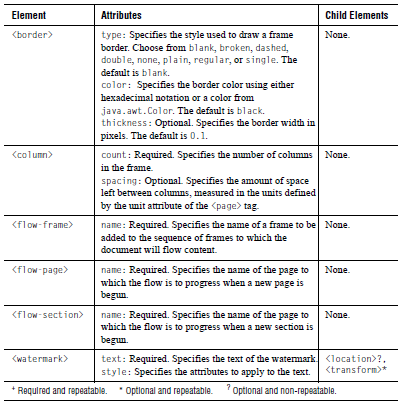 Element Attributes Child Elements
<border> type: Specifies the style used to draw a frame None.
border. Choose from blank, broken, dashed,
double, none, plain, regular, or single. The
default is blank.
color: Specifies the border color using either
hexadecimal notation or a color from
java.awt.Color. The default is black.
thickness: Optional. Specifies the border width in
pixels. The default is 0.1.
<column> count: Required. Specifies the number of columns None.
in the frame.
spacing: Optional. Specifies the amount of space
left between columns, measured in the units defined
by the unit attribute of the <page> tag.
<flow-frame> name: Required. Specifies the name of a frame to be None.
added to the sequence of frames to which the
document will flow content.
<flow-page> name: Required. Specifies the name of the page to None.
which the flow is to progress when a new page is
begun.
<flow-section> name: Required. Specifies the name of the page to None.
which the flow is to progress when a new section is
begun.
<watermark> text: Required. Specifies the text of the watermark. <location>?,
style: Specifies the attributes to apply to the text. <transform>*
+ Required and repeatable. * Optional and repeatable. ? Optional and non-repeatable.